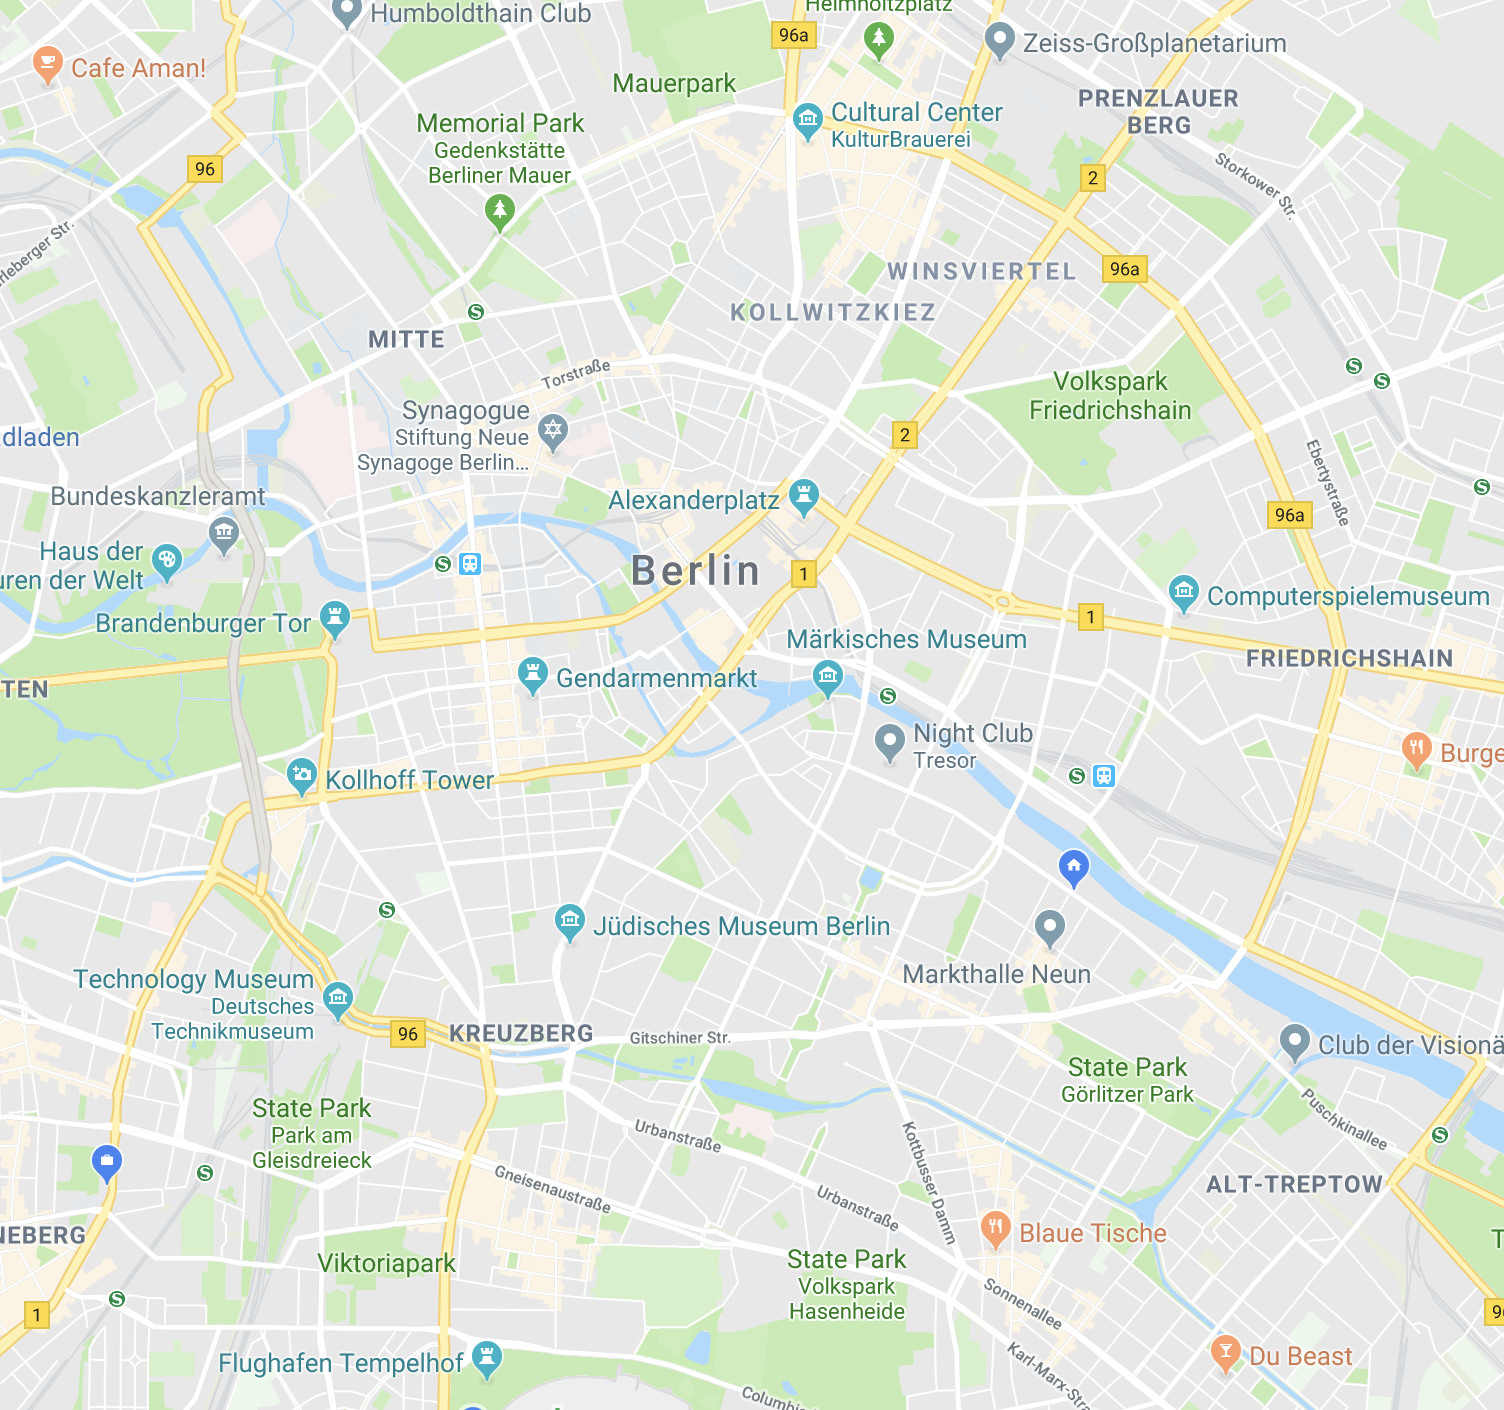 Helmholtzplatz
Humboldthain Club
96a
Zeiss-Großplanetarium
Cafe Aman!
Mauerpark
PRENZLAUER
BERG
Cultural Center
KulturBrauerei
Memorial Park
Gedenkstätte
Berliner Mauer
96
2
Storkower Str.
rleberger Str.
WINSVIERTEL
96a
KOLLWITZKIEZ
S
MITTE
Torstraße
S
S
Volkspark
Friedrichshain
Synagogue
Stiftung Neue
Synagoge Berlin...
dladen
2
Ebertystraße
S
Bundeskanzleramt
Alexanderplatz
96a
Haus der
uren der Welt
S
Berlin
1
Computerspielemuseum
Brandenburger Tor
1
Märkisches Museum
FRIEDRICHSHAIN
TEN
Gendarmenmarkt
S
Night Club
Tresor
Burge
S
Kollhoff Tower
S
Jüdisches Museum Berlin
Markthalle Neun
Technology Museum
Deutsches
Technikmuseum
96
KREUZBERG
Gitschiner Str.
Club der Visionä
State Park
Görlitzer Park
State Park
Park am
Gleisdreieck
Urbanstraße
Kottbusser Damm
Puschkinallee
S
S
Gneisenaustraße
Urbanstraße
ALT-TREPTOW
NEBERG
Blaue Tische
T
Viktoriapark
State Park
Volkspark
Hasenheide
S
1
Sonnenallee
96
Flughafen Tempelhof
Karl-Marx-Stra
Du Beast
Columbia